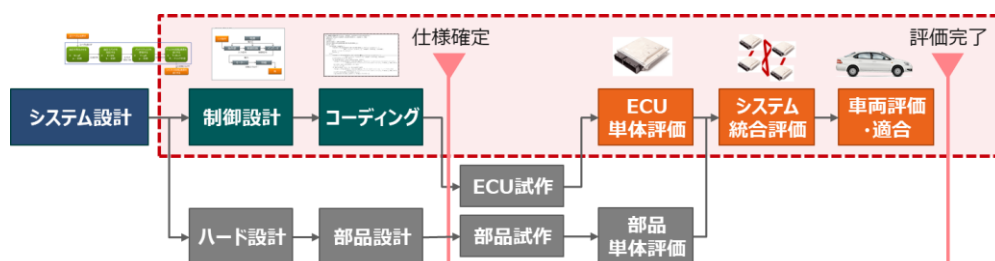 仕様確定
評価完了
システム設計
制御設計
コーディング
ECU
単体評価
システム
統合評価
車両評価
・適合
ECU試作
ハード設計
部品設計
部品試作
部品
単体評価